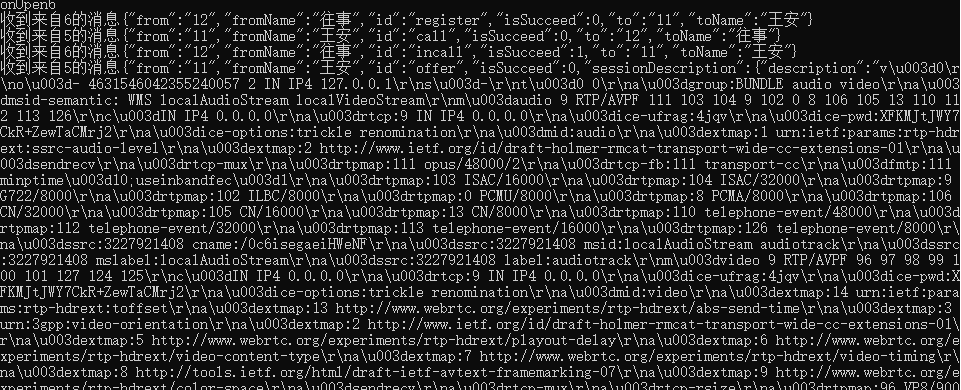 onOpen6
收到来自6的消息{"from":"12","fromName":"往事","id":"register","isSucceed":0,"to":"11","toName":"王安"}
收到来自5的消息{"from":"11","fromName":"王安","id":"call","isSucceed":0,"to":"12","toName":"往事"}
收到来自6的消息{"from":"12","fromName":"往事","id":"incall","isSucceed":1,"to":"11","toName":"王安"}
收到来自5的消息{"from":"11","fromName":"王安","id":"offer","isSucceed":0,"sessionDescription":{"description":"v\u003d0\r\
\r\no\u003d- 4631546042355240057 2 IN IP4 127.0.0.1\r\ns\u003d-\r\nt\u003d0 0\r\na\u003dgroup:BUNDLE audio video\r\na\u003
dmsid-semantic: WMS localAudioStream localVideoStream\r\nm\u003daudio 9 RTP/AVPF 111 103 104 9 102 0 8 106 105 13 110 11
2 113 126\r\nc\u003dIN IP4 0.0.0.0\r\na\u003drtcp:9 IN IP4 0.0.0.0\r\na\u003dice-ufrag:4jqv\r\na\u003dice-pwd:XFKMJtJWY7
CkR+ZewTaCMrj2\r\na\u003dice-options:trickle renomination\r\na\u003dmid:audio\r\na\u003dextmap:1 urn:ietf:params:rtp-hdr
ext:ssrc-audio-level\r\na\u003dextmap:2 http://www.ietf.org/id/draft-holmer-rmcat-transport-wide-cc-extensions-01\r\na\u
003dsendrecv\r\na\u003drtcp-mux\r\na\u003drtpmap:111 opus/48000/2\r\na\u003drtcp-fb:111 transport-cc\r\na\u003dfmtp:111 
minptime\u003d10;useinbandfec\u003d1\r\na\u003drtpmap:103 ISAC/16000\r\na\u003drtpmap:104 ISAC/32000\r\na\u003drtpmap:9 
G722/8000\r\na\u003drtpmap:102 ILBC/8000\r\na\u003drtpmap:0 PCMU/8000\r\na\u003drtpmap:8 PCMA/8000\r\na\u003drtpmap:106 
CN/32000\r\na\u003drtpmap:105 CN/16000\r\na\u003drtpmap:13 CN/8000\r\na\u003drtpmap:110 telephone-event/48000\r\na\u003d
rtpmap:112 telephone-event/32000\r\na\u003drtpmap:113 telephone-event/16000\r\na\u003drtpmap:126 telephone-event/8000\r\
na\u003dssrc:3227921408 cname:/0c6isegaeiHWeNF\r\na\u003dssrc:3227921408 msid:localAudioStream audiotrack\r\na\u003dssrc
:3227921408 mslabel:localAudioStream\r\na\u003dssrc:3227921408 label:audiotrack\r\nm\u003dvideo 9 RTP/AVPF 96 97 98 99 1
00 101 127 124 125\r\nc\u003dIN IP4 0.0.0.0\r\na\u003drtcp:9 IN IP4 0.0.0.0\r\na\u003dice-ufrag:4jqv\r\na\u003dice-pwd:X
FKMJtJWY7CkR+ZewTaCMrj2\r\na\u003dice-options:trickle renomination\r\na\u003dmid:video\r\na\u003dextmap:14 urn:ietf:para
ms:rtp-hdrext:toffset\r\na\u003dextmap:13 http://www.webrtc.org/experiments/rtp-hdrext/abs-send-time\r\na\u003dextmap:3 
urn:3gpp:video-orientation\r\na\u003dextmap:2 http://www.ietf.org/id/draft-holmer-rmcat-transport-wide-cc-extensions-01\
r\na\u003dextmap:5 http://www.webrtc.org/experiments/rtp-hdrext/playout-delay\r\na\u003dextmap:6 http://www.webrtc.org/e
xperiments/rtp-hdrext/video-content-type\r\na\u003dextmap:7 http://www.webrtc.org/experiments/rtp-hdrext/video-timing\r\
na\u003dextmap:8 http://tools.ietf.org/html/draft-ietf-avtext-framemarking-07\r\na\u003dextmap:9 http://www.webrtc.org/e
xperiments/rtp-hdrext/color-space\r\na\u003dsendrecv\r\na\u003drtcp-mux\r\na\u003drtcp-rsize\r\na\u003drtpmap:96 VP8/